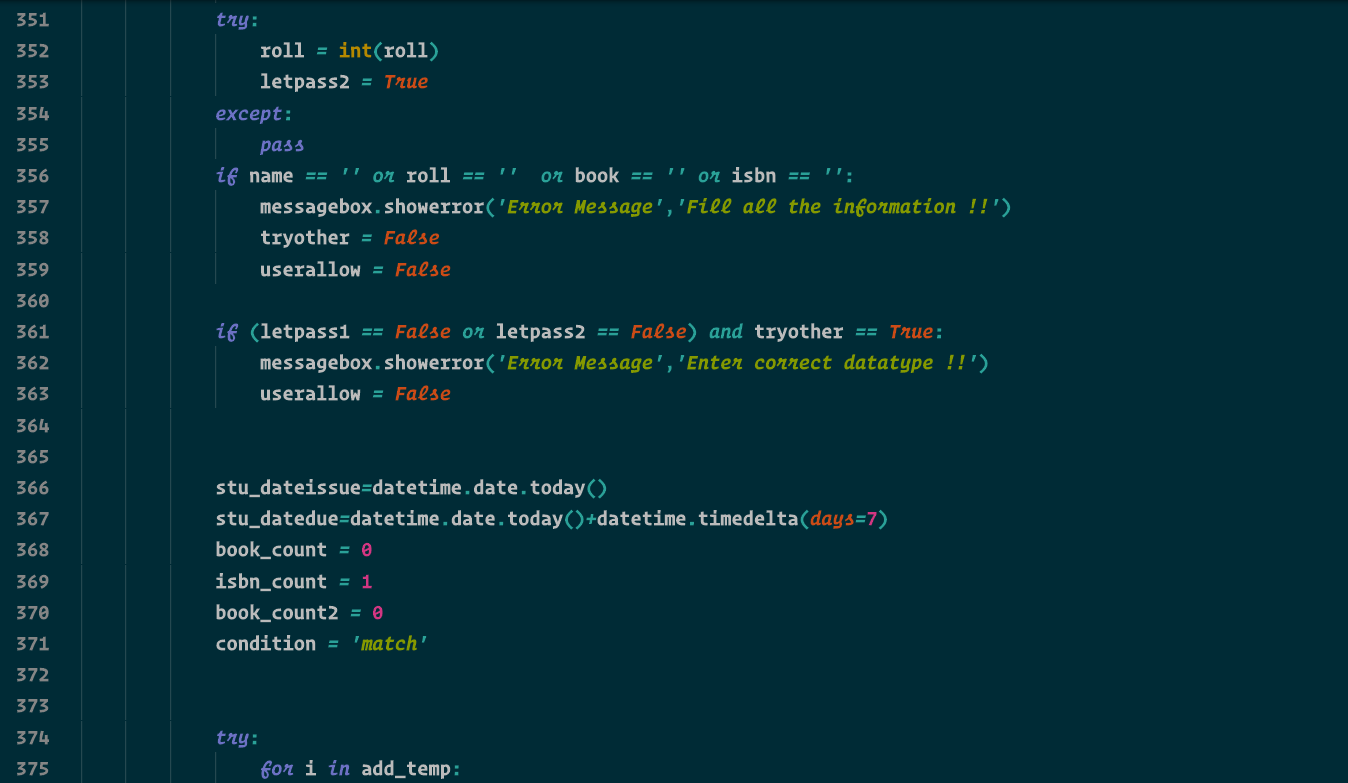 351 try:
352 roll = int(roll)
353 letpass2 = True
354 except:
355 pass
356 if name == '' or roll == ''  or book == '' or isbn == '':
357 messagebox.showerror('Error Message','Fill all the information !!')
358 tryother = False
359 userallow = False
360
361 if (letpass1 == False or letpass2 == False) and tryother == True:
362 messagebox.showerror('Error Message','Enter correct datatype !!')
363 userallow = False
364
365
366 stu_dateissue=datetime.date.today()
367 stu_datedue=datetime.date.today()+datetime.timedelta(days=7)
368 book_count = 0
369 isbn_count = 1
370 book_count2 = 0
371 condition = 'match'
372
373
374 try:
375 for i in add_temp: